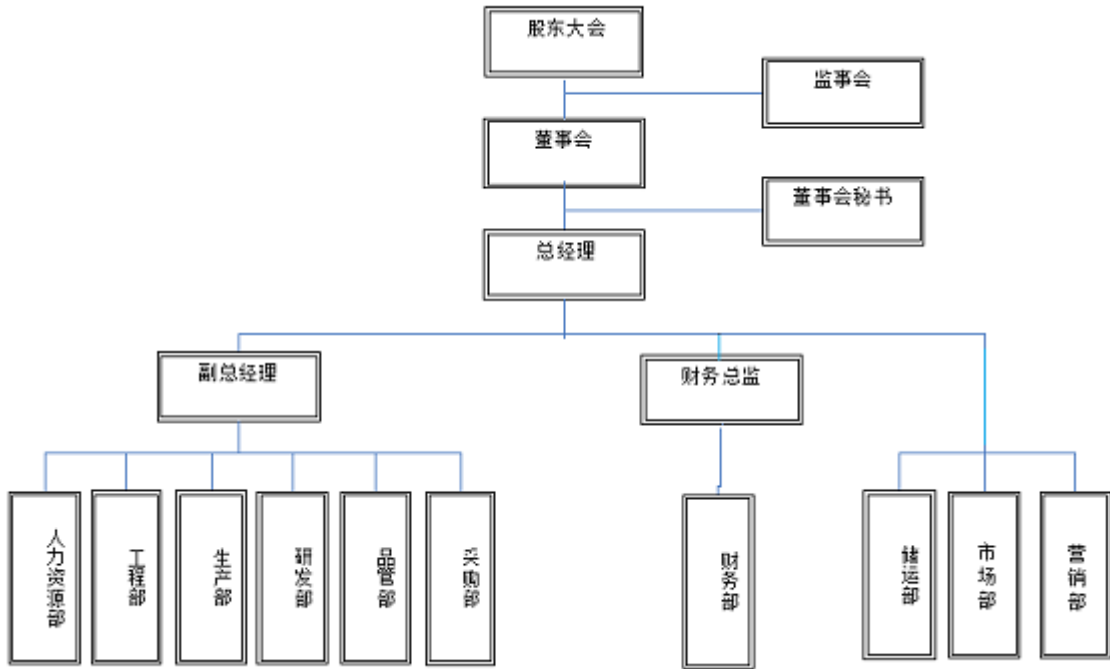 股东大会
监事会
董事会
董事会秘书
总经理
副总经理
财务总监
人力资源部
工程部
生产部
研发部
品管部
采购部
财务部
储运部
市场部
营销部